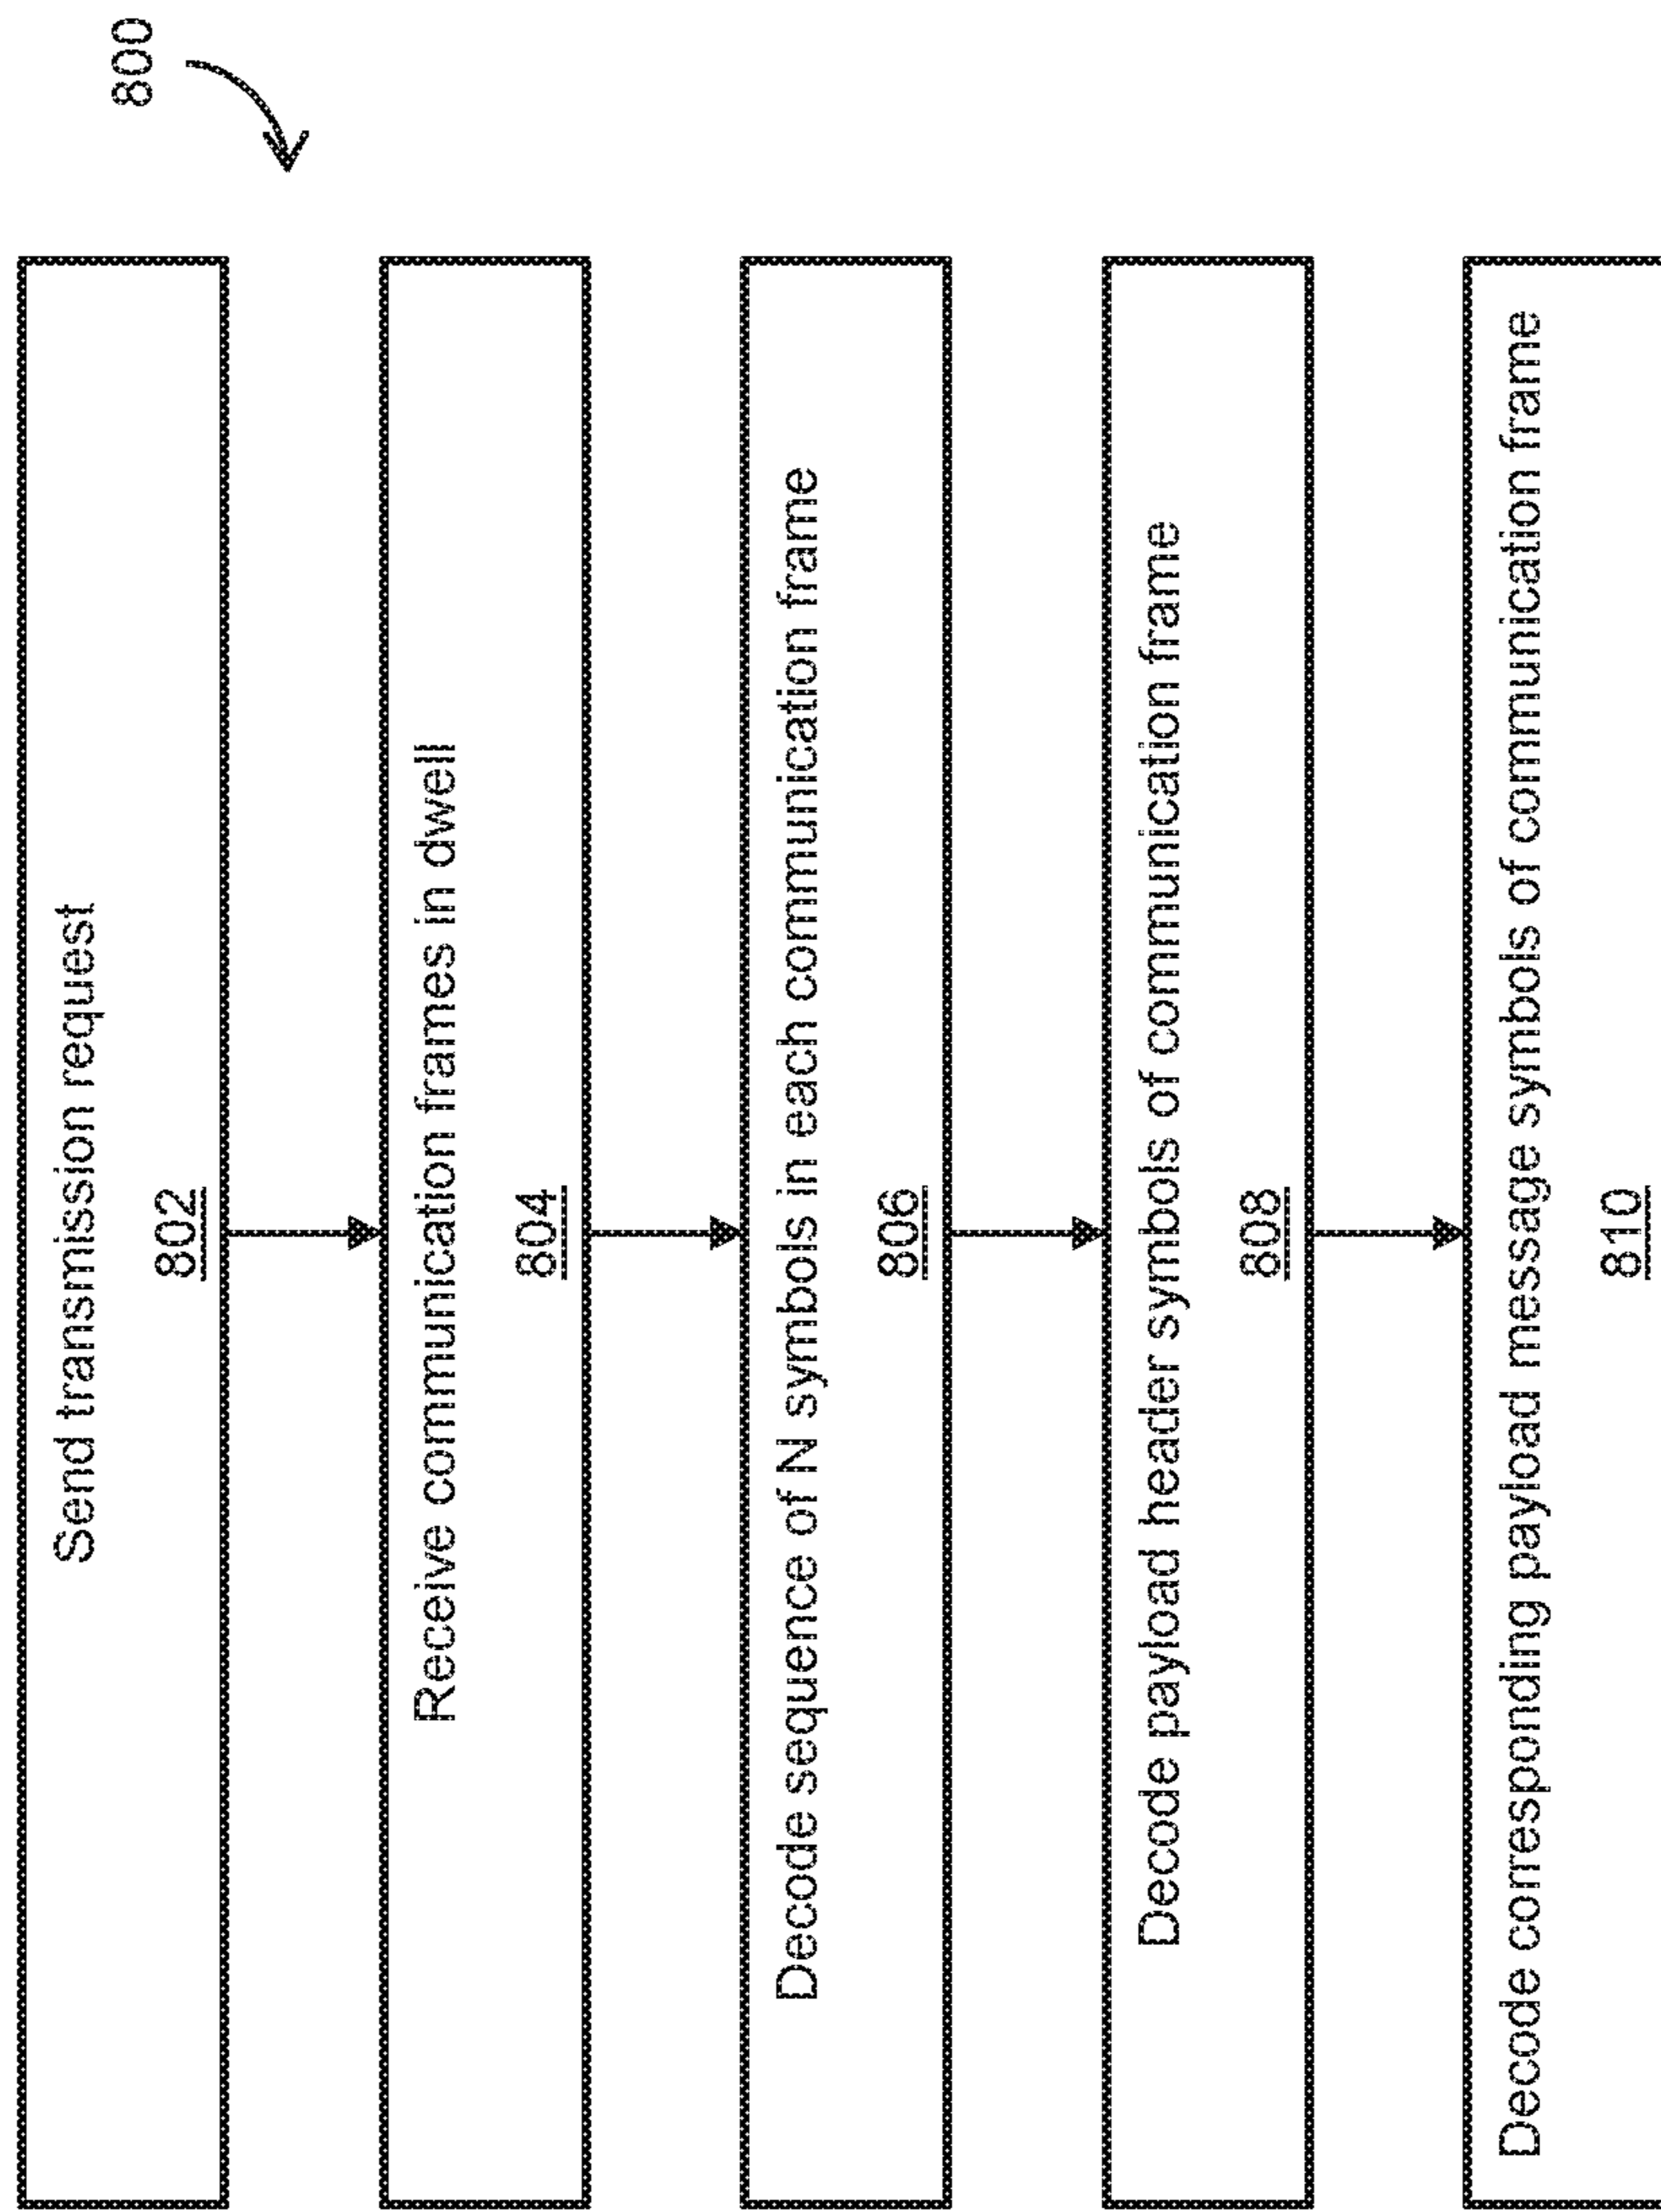 800
Send transmission request
802
Receive communication frames in dwell
804
Decode sequence of N symbols in each communication frame
806
Decode payload header symbols of communication frame
808
Decode corresponding payload message symbols of communication frame
810